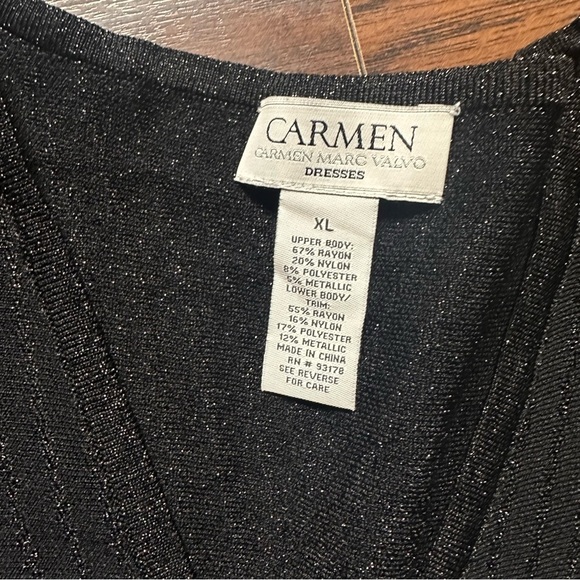 CARMEN
CARMEN MARC VALVO
DRESSES
XL
UPPER BODY:
67% RAYON
20% NYLON
8% POLYESTER
5% METALLIC
LOWER BODY/
TRIM:
55% RAYON
16% NYLON
17% POLYESTER
12% METALLIC
MADE IN CHINA
RN # 93178
SEE REVERSE
FOR CARE